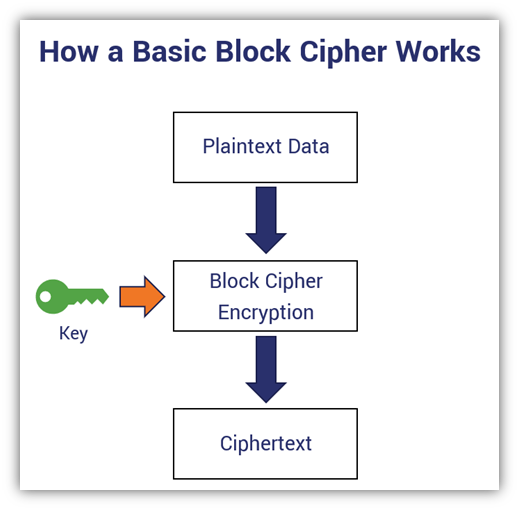 How a Basic Block Cipher Works
Plaintext Data
Block Cipher
Encryption
Key
Ciphertext